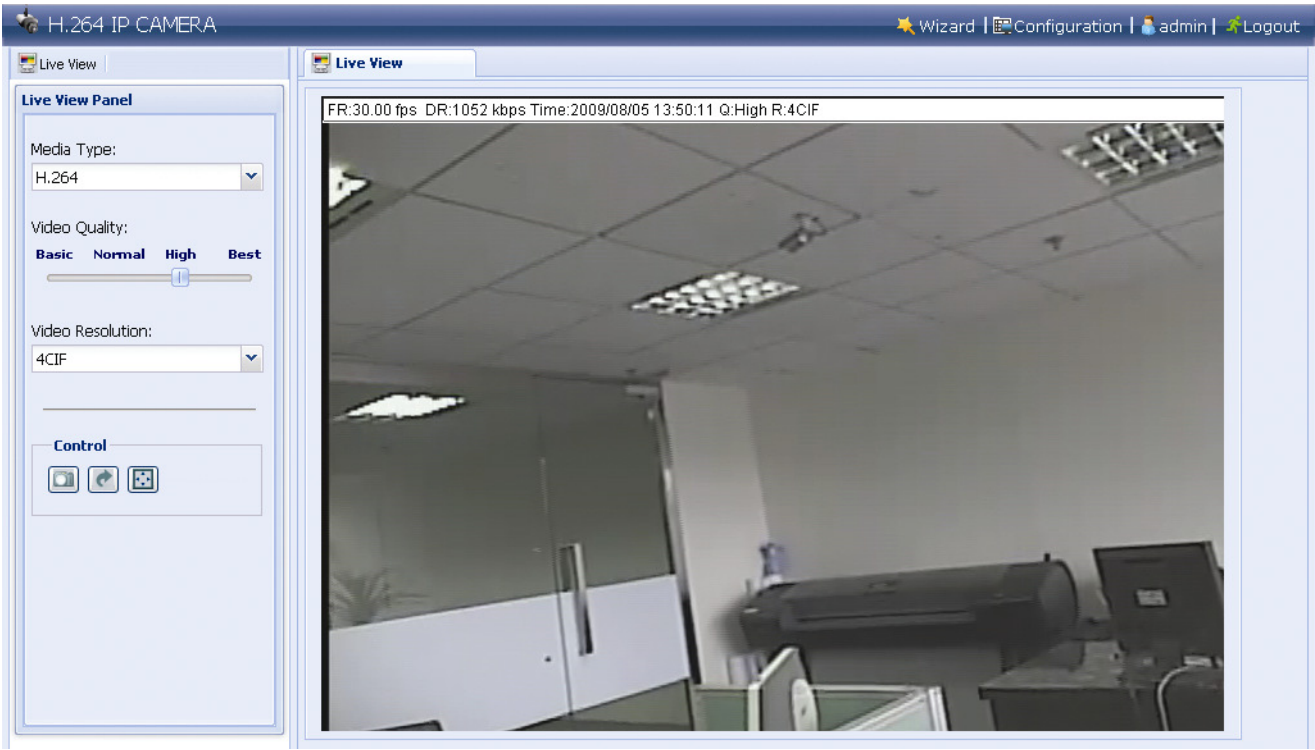 H.264 IP CAMERA
Wizard | Configuration | admin | Logout
Live View
Live View
Live View Panel
Media Type:
H.264
Video Quality:
Basic Normal High Best
Video Resolution:
4CIF
Control
FR:30.00 fps DR:1052 kbps Time:2009/08/05 13:50:11 Q:High R:4CIF